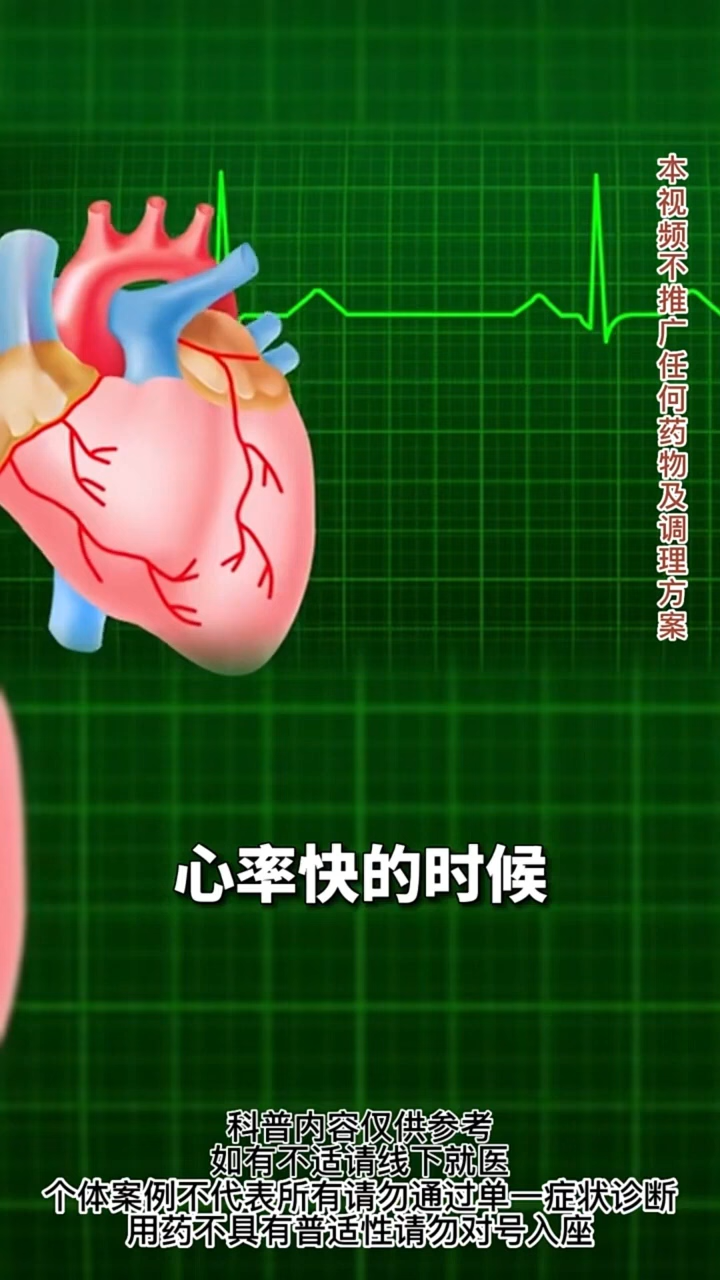 本视频不推广任何药物及调理方案
心率快的时候
科普内容仅供参考
如有不适请线下就医
个体案例不代表所有请勿通过单一症状诊断
用药不具有普适性请勿对号入座